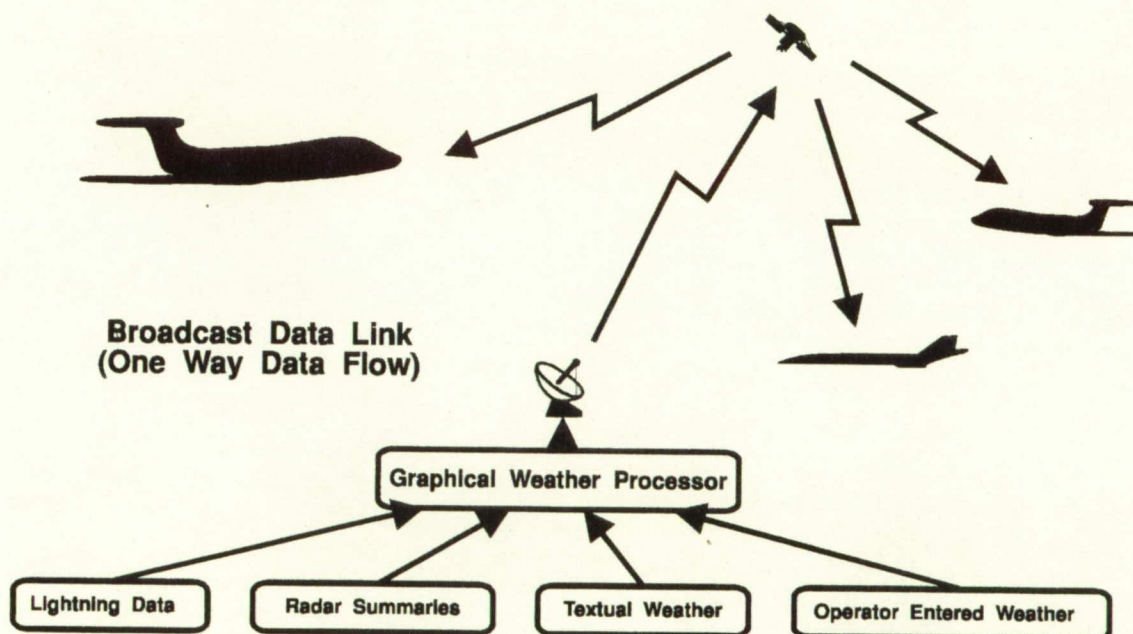 Broadcast Data Link
(One Way Data Flow)
Graphical Weather Processor
Lightning Data
Radar Summaries
Textual Weather
Operator Entered Weather